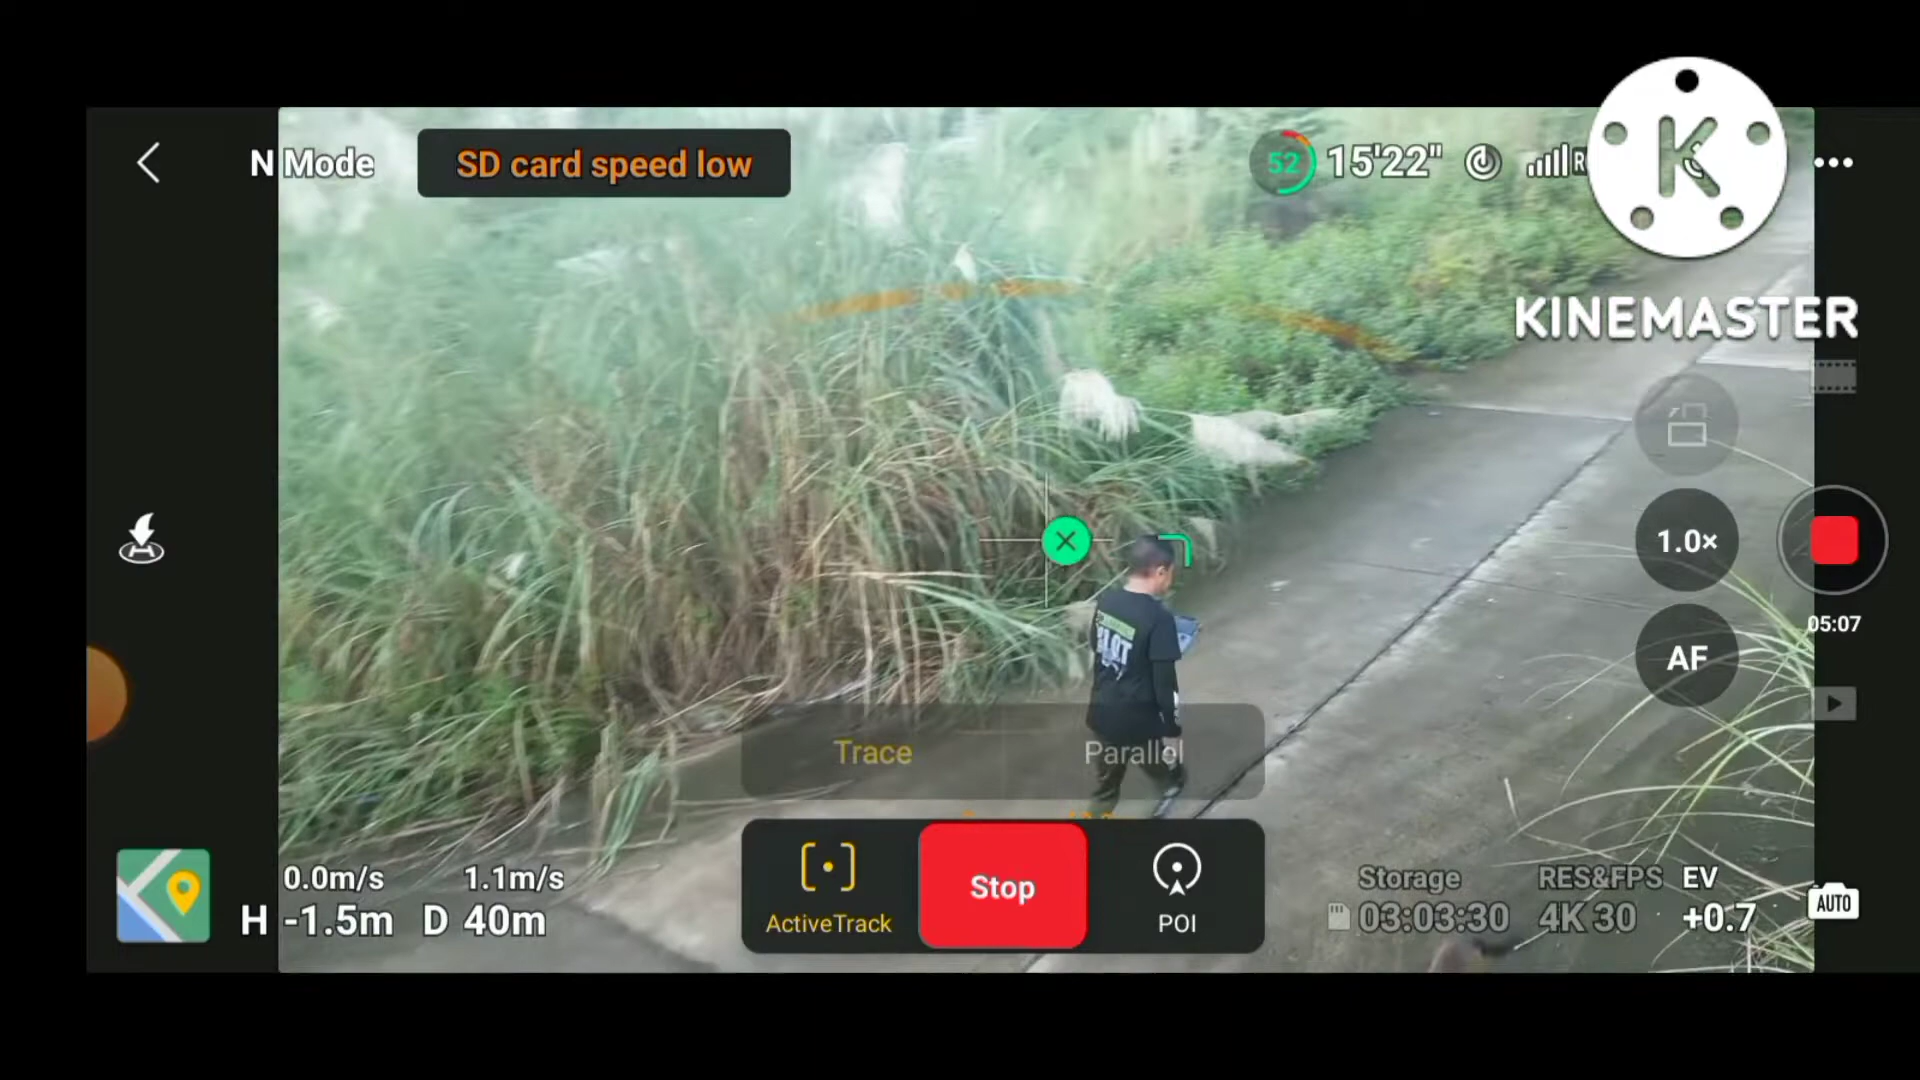 N Mode
SD card speed low
52
15'22"
K
KINEMASTER
1.0×
05:07
AF
Trace
Parallel
0.0m/s
1.1m/s
H -1.5m
D 40m
ActiveTrack
Stop
POI
Storage
03:03:30
RES&FPS
4K 30
EV
+0.7
AUTO